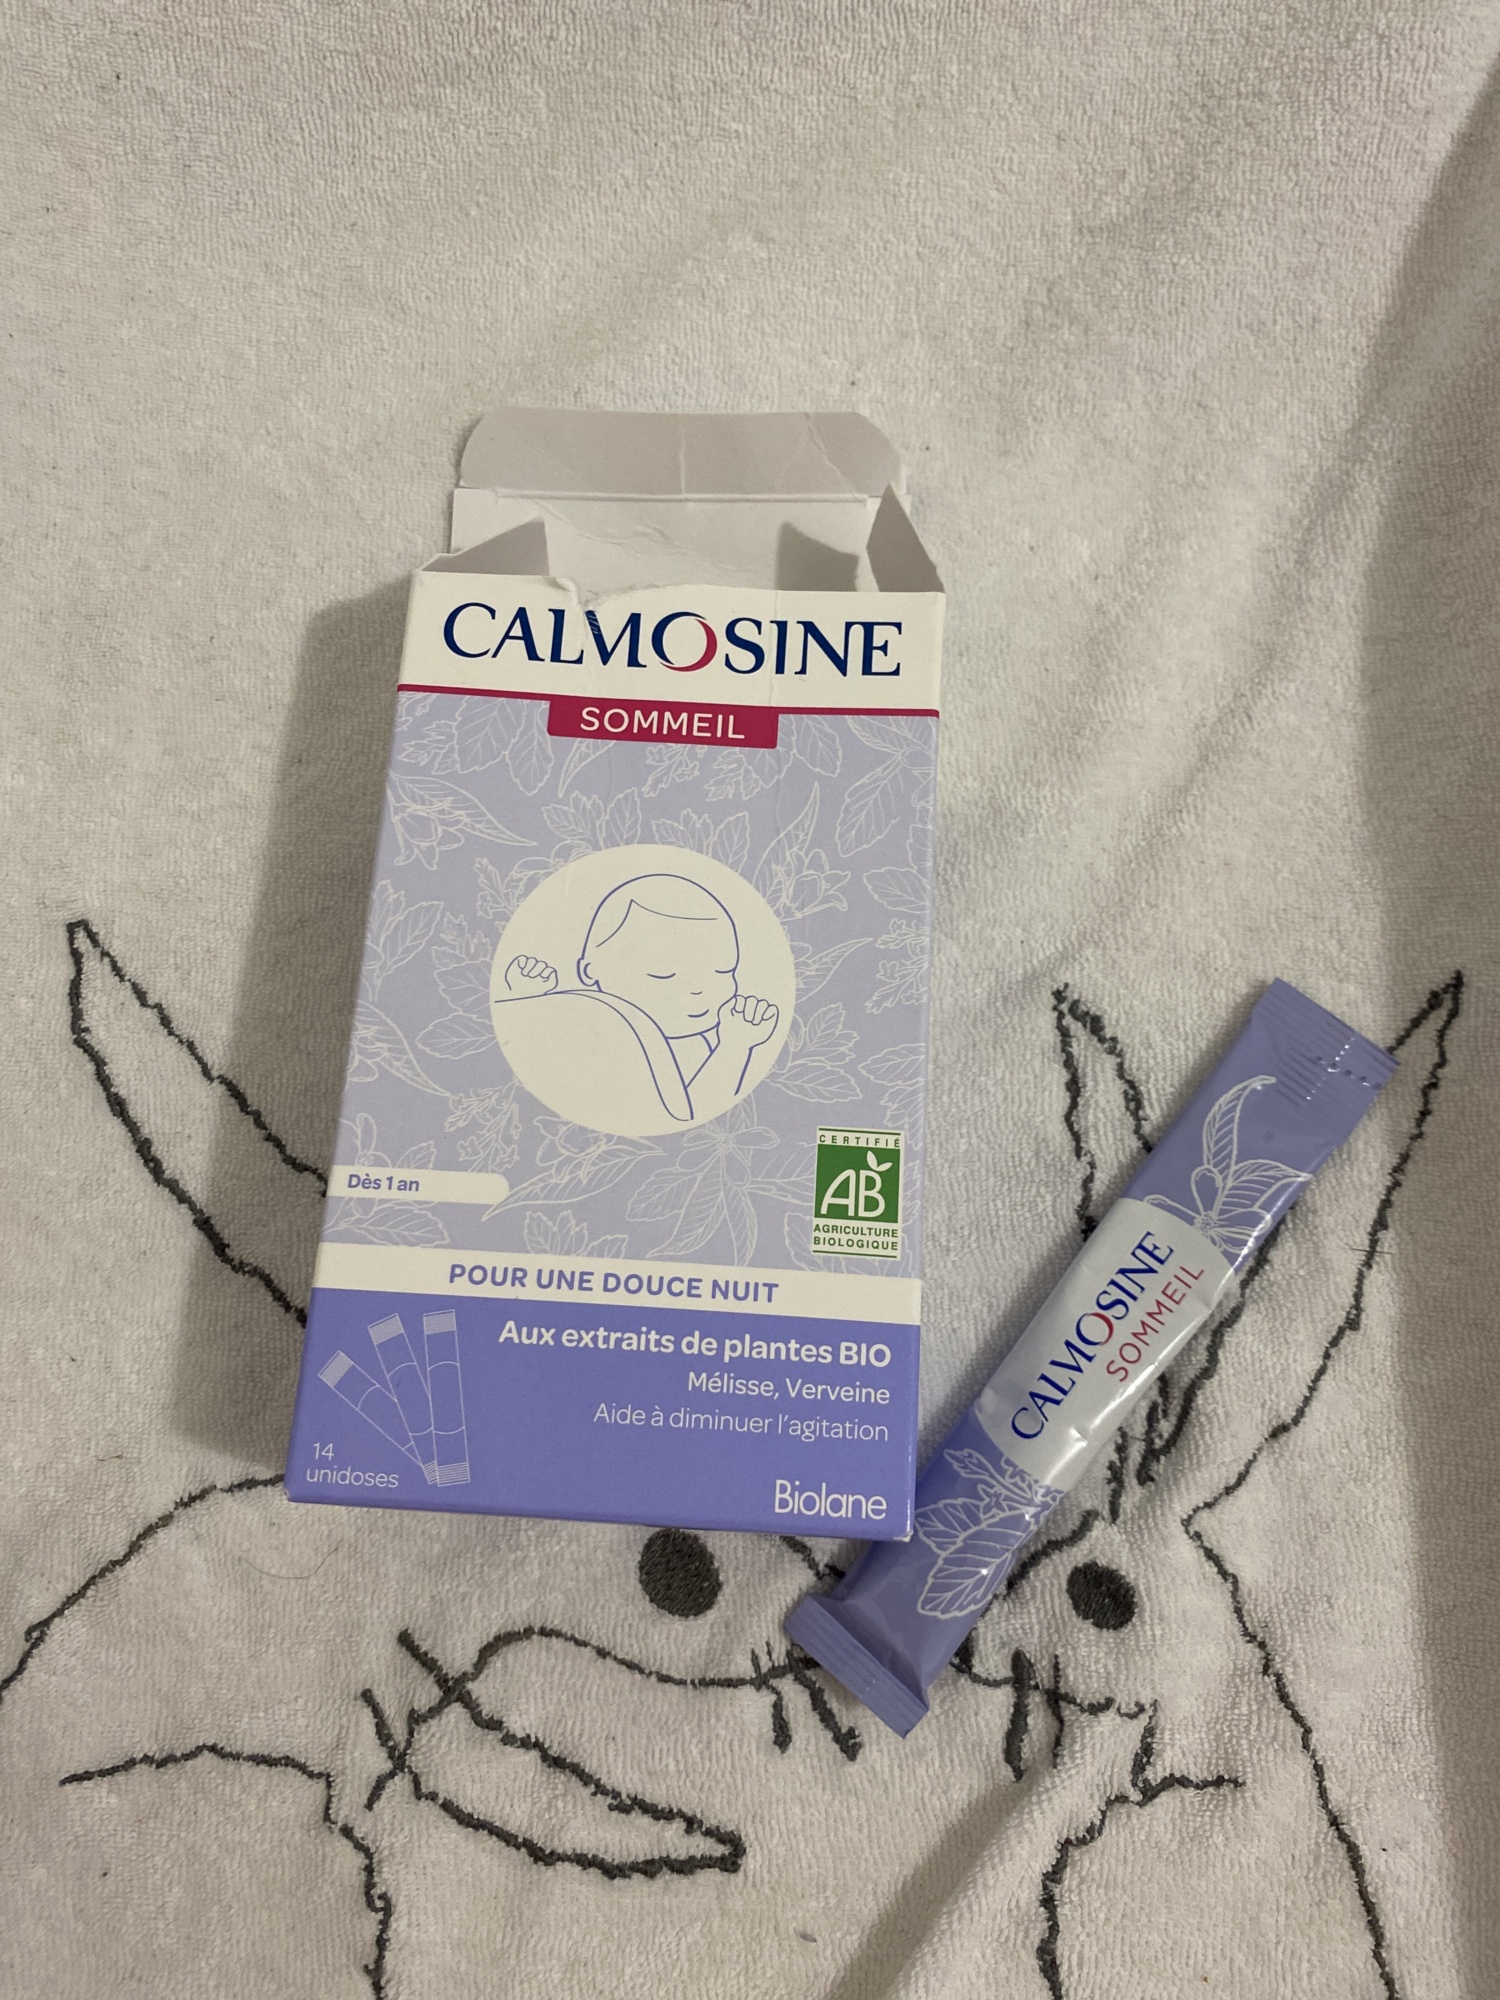 CALMOSINE
SOMMEIL
CERTIFIÉ
AB
AGRICULTURE
BIOLOGIQUE
Dès 1 an
POUR UNE DOUCE NUIT
Aux extraits de plantes BIO
Mélisse, Verveine
Aide à diminuer l'agitation
14
unidoses
Biolane
CALMOSINE
SOMMEIL